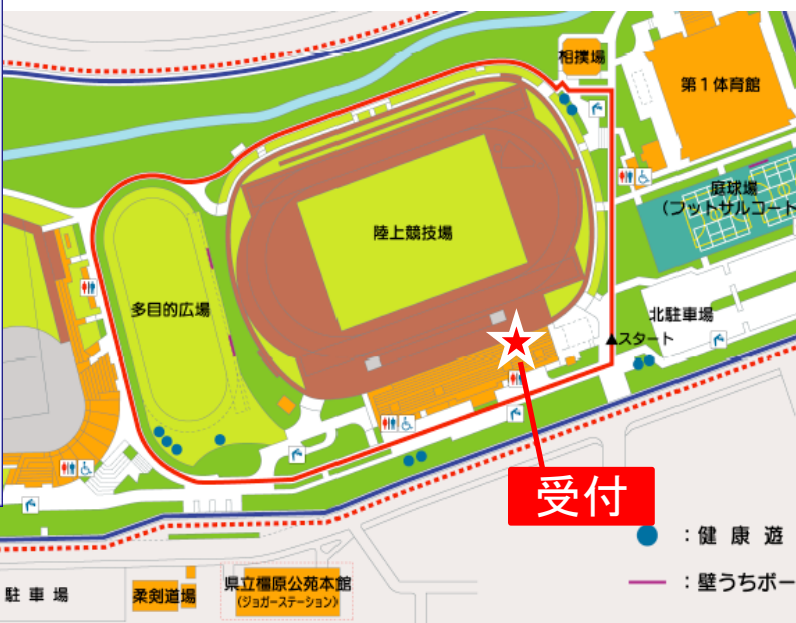 相撲場
第1体育館
庭球場
(フットサルコート
陸上競技場
多目的広場
北駐車場
▲スタート
受付
：健 康 遊
：壁うちボー
駐 車 場
柔剣道場
県立橿原公苑本館
(ジョガーステーション)